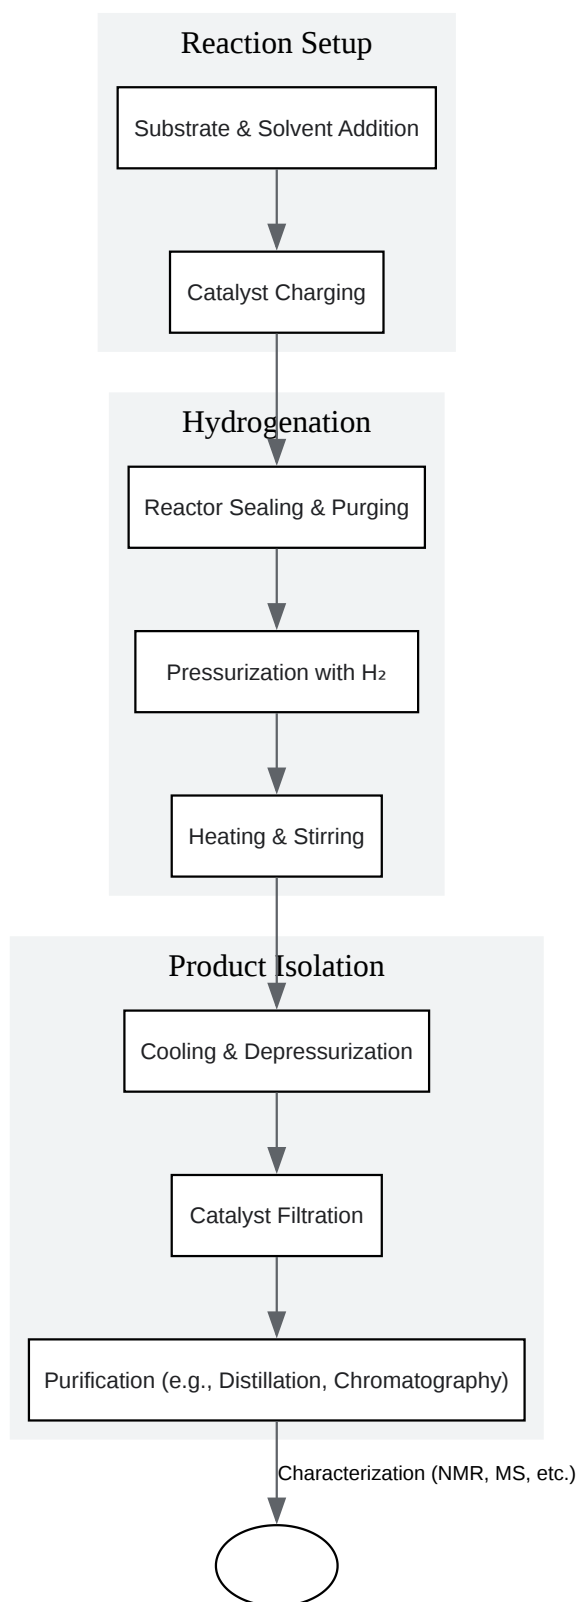 Reaction Setup
Substrate & Solvent Addition
Catalyst Charging
Hydrogenation
Reactor Sealing & Purging
Pressurization with H₂
Heating & Stirring
Product Isolation
Cooling & Depressurization
Catalyst Filtration
Purification (e.g., Distillation, Chromatography)
Characterization (NMR, MS, etc.)